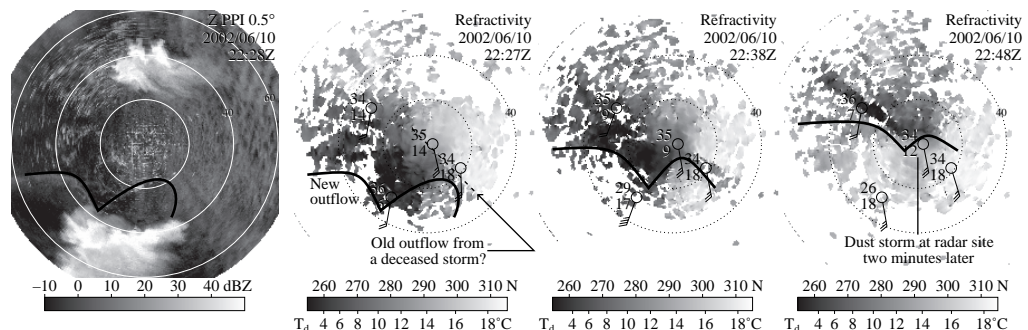 Z PPI 0.5°
2002/06/10
22:28Z
60
40
−10 0 10 20 30 40 dBZ
Refractivity
2002/06/10
22:27Z
40
34
14
35
14
34
18
36
New
outflow
Old outflow from
a deceased storm?
260 270 280 290 300 310 N
Td 4 6 8 10 12 14 16 18°C
Refractivity
2002/06/10
22:38Z
40
35
35
9
34
18
29
17
260 270 280 290 300 310 N
Td 4 6 8 10 12 14 16 18°C
Refractivity
2002/06/10
22:48Z
40
36
34
12
34
18
26
18
Dust storm at radar site
two minutes later
260 270 280 290 300 310 N
Td 4 6 8 10 12 14 16 18°C